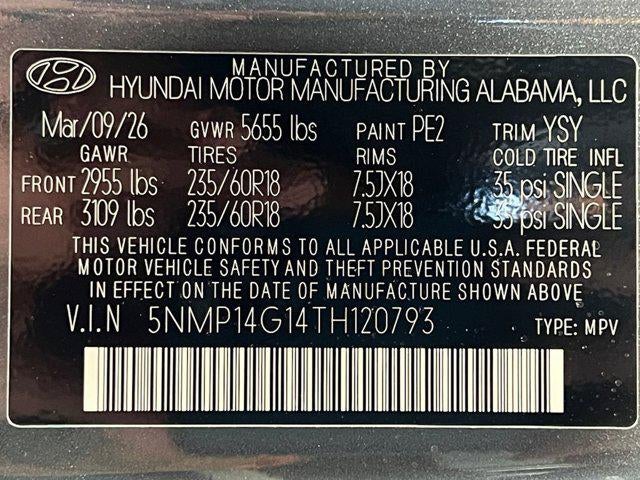 MANUFACTURED BY
HYUNDAI MOTOR MANUFACTURING ALABAMA, LLC
Mar/09/26 GVWR 5655 lbs PAINT PE2 TRIM YSY
GAWR TIRES RIMS COLD TIRE INFL
FRONT 2955 lbs 235/60R18 7.5JX18 35 psi SINGLE
REAR 3109 lbs 235/60R18 7.5JX18 35 psi SINGLE
THIS VEHICLE CONFORMS TO ALL APPLICABLE U.S.A. FEDERAL
MOTOR VEHICLE SAFETY AND THEFT PREVENTION STANDARDS
IN EFFECT ON THE DATE OF MANUFACTURE SHOWN ABOVE
V.I.N 5NMP14G14TH120793 TYPE: MPV